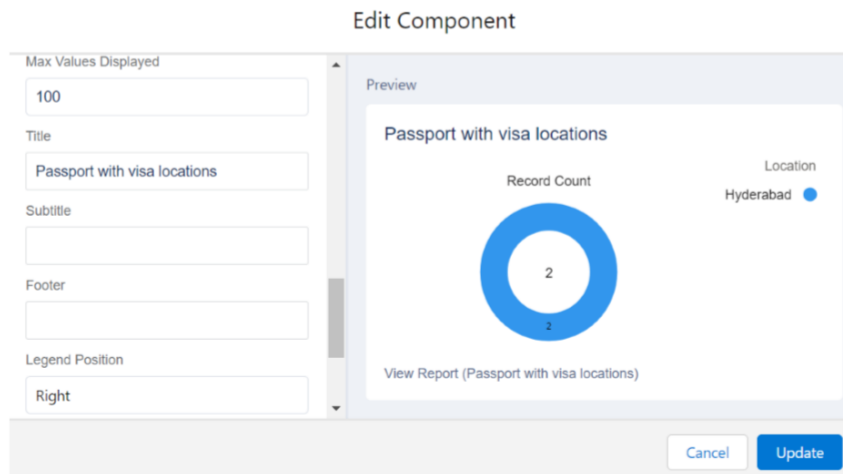 Edit Component
Max Values Displayed
100
Title
Passport with visa locations
Subtitle
Footer
Legend Position
Right
Preview
Passport with visa locations
Record Count
Location
Hyderabad
2
2
View Report (Passport with visa locations)
Cancel
Update